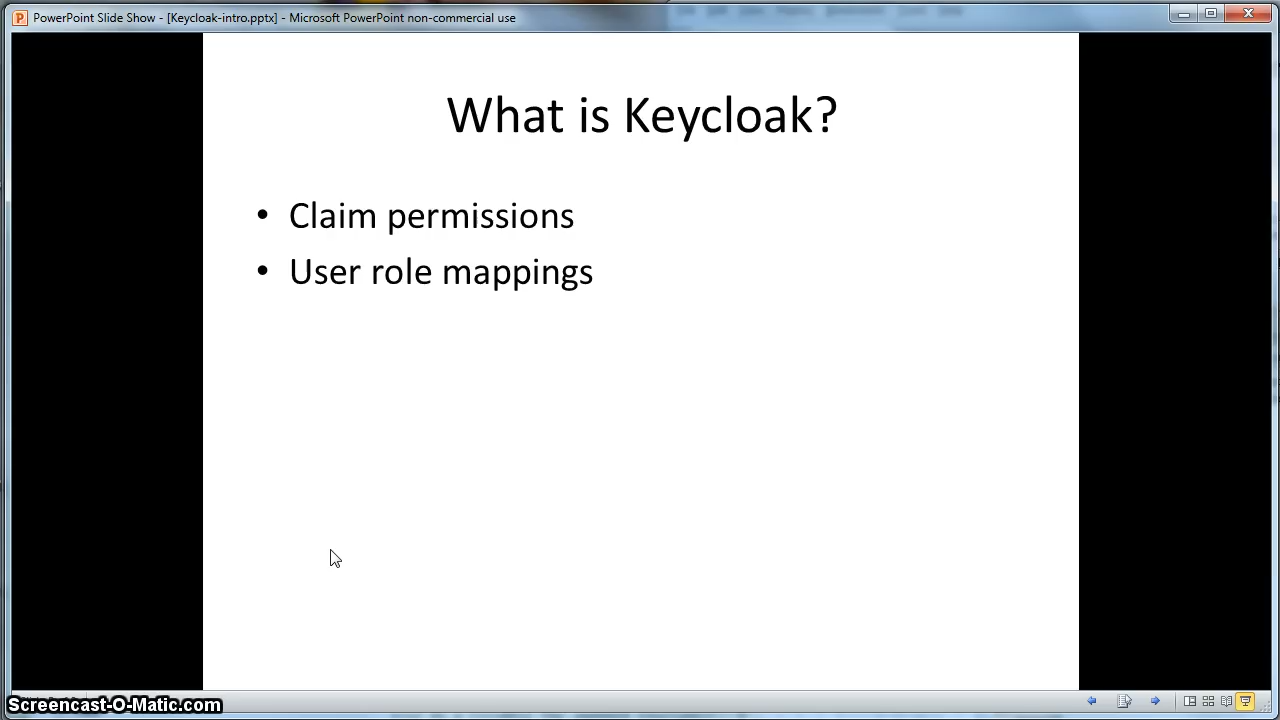 PowerPoint Slide Show - [Keycloak-intro.pptx] - Microsoft PowerPoint non-commercial use
What is Keycloak?
• Claim permissions
• User role mappings
Screencast-O-Matic.com